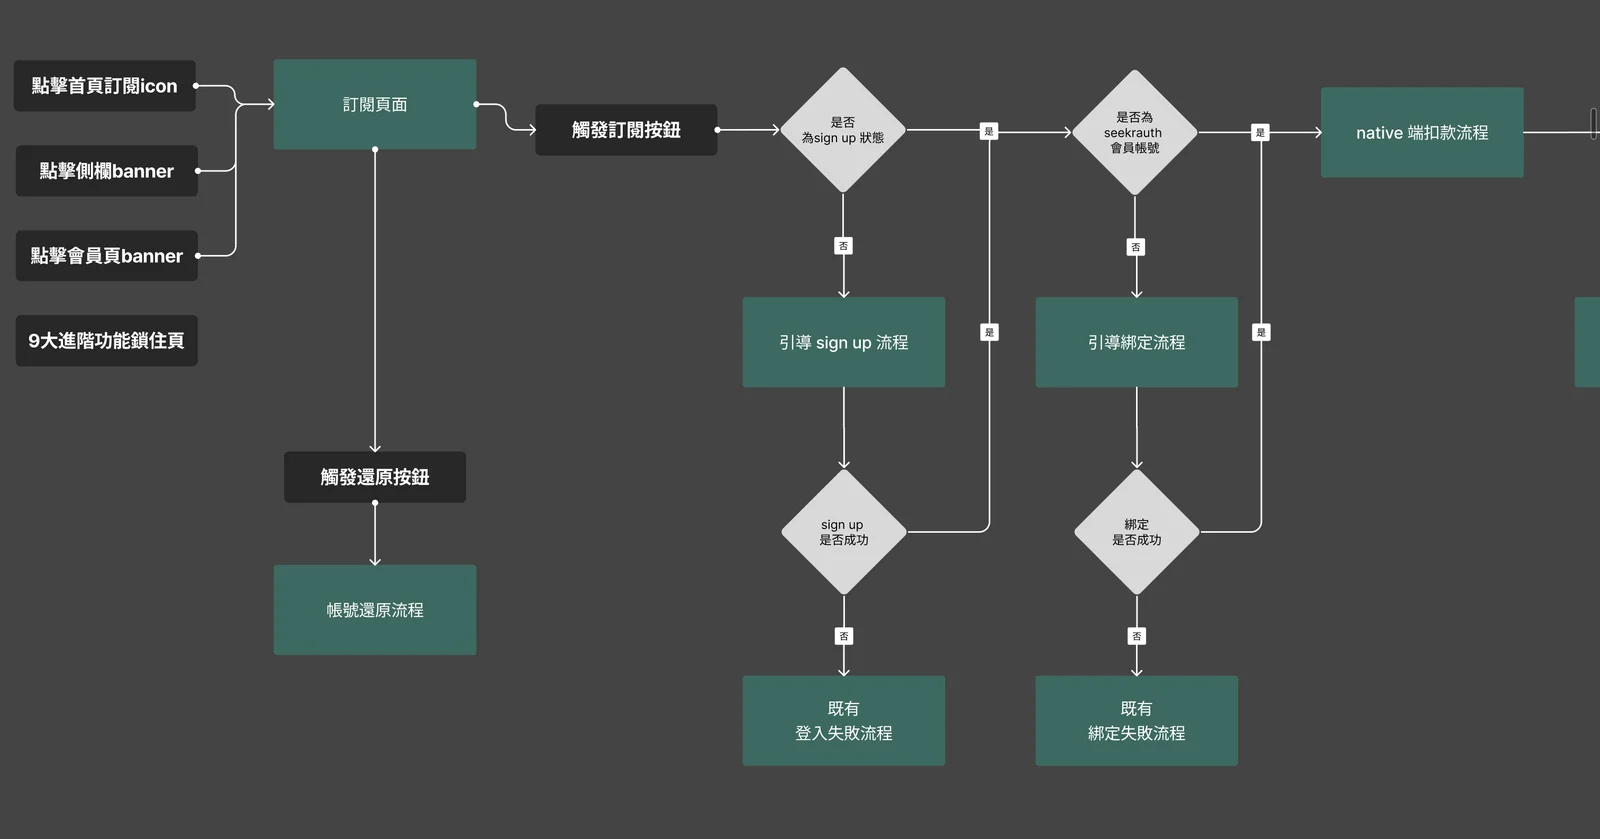 點擊首頁訂閱icon
點擊側欄banner
點擊會員頁banner
9大進階功能鎖住頁
訂閱頁面
觸發還原按鈕
帳號還原流程
觸發訂閱按鈕
是否
為sign up 狀態
是
否
引導 sign up 流程
是
sign up
是否成功
否
既有
登入失敗流程
是否為
seekrauth
會員帳號
是
否
引導綁定流程
是
綁定
是否成功
否
既有
綁定失敗流程
native 端扣款流程